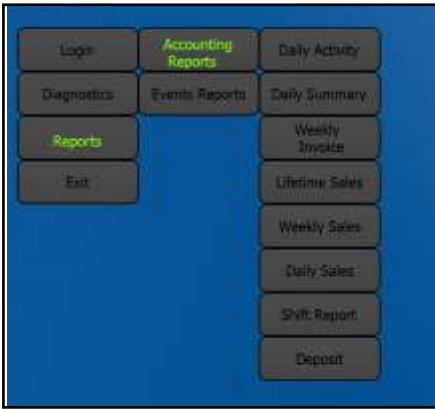 Login
Diagnostics
Reports
Exit
Accounting
Reports
Events Reports
Daily Activity
Daily Summary
Weekly
Invoice
Lifetime Sales
Weekly Sales
Daily Sales
Shift Report
Deposit